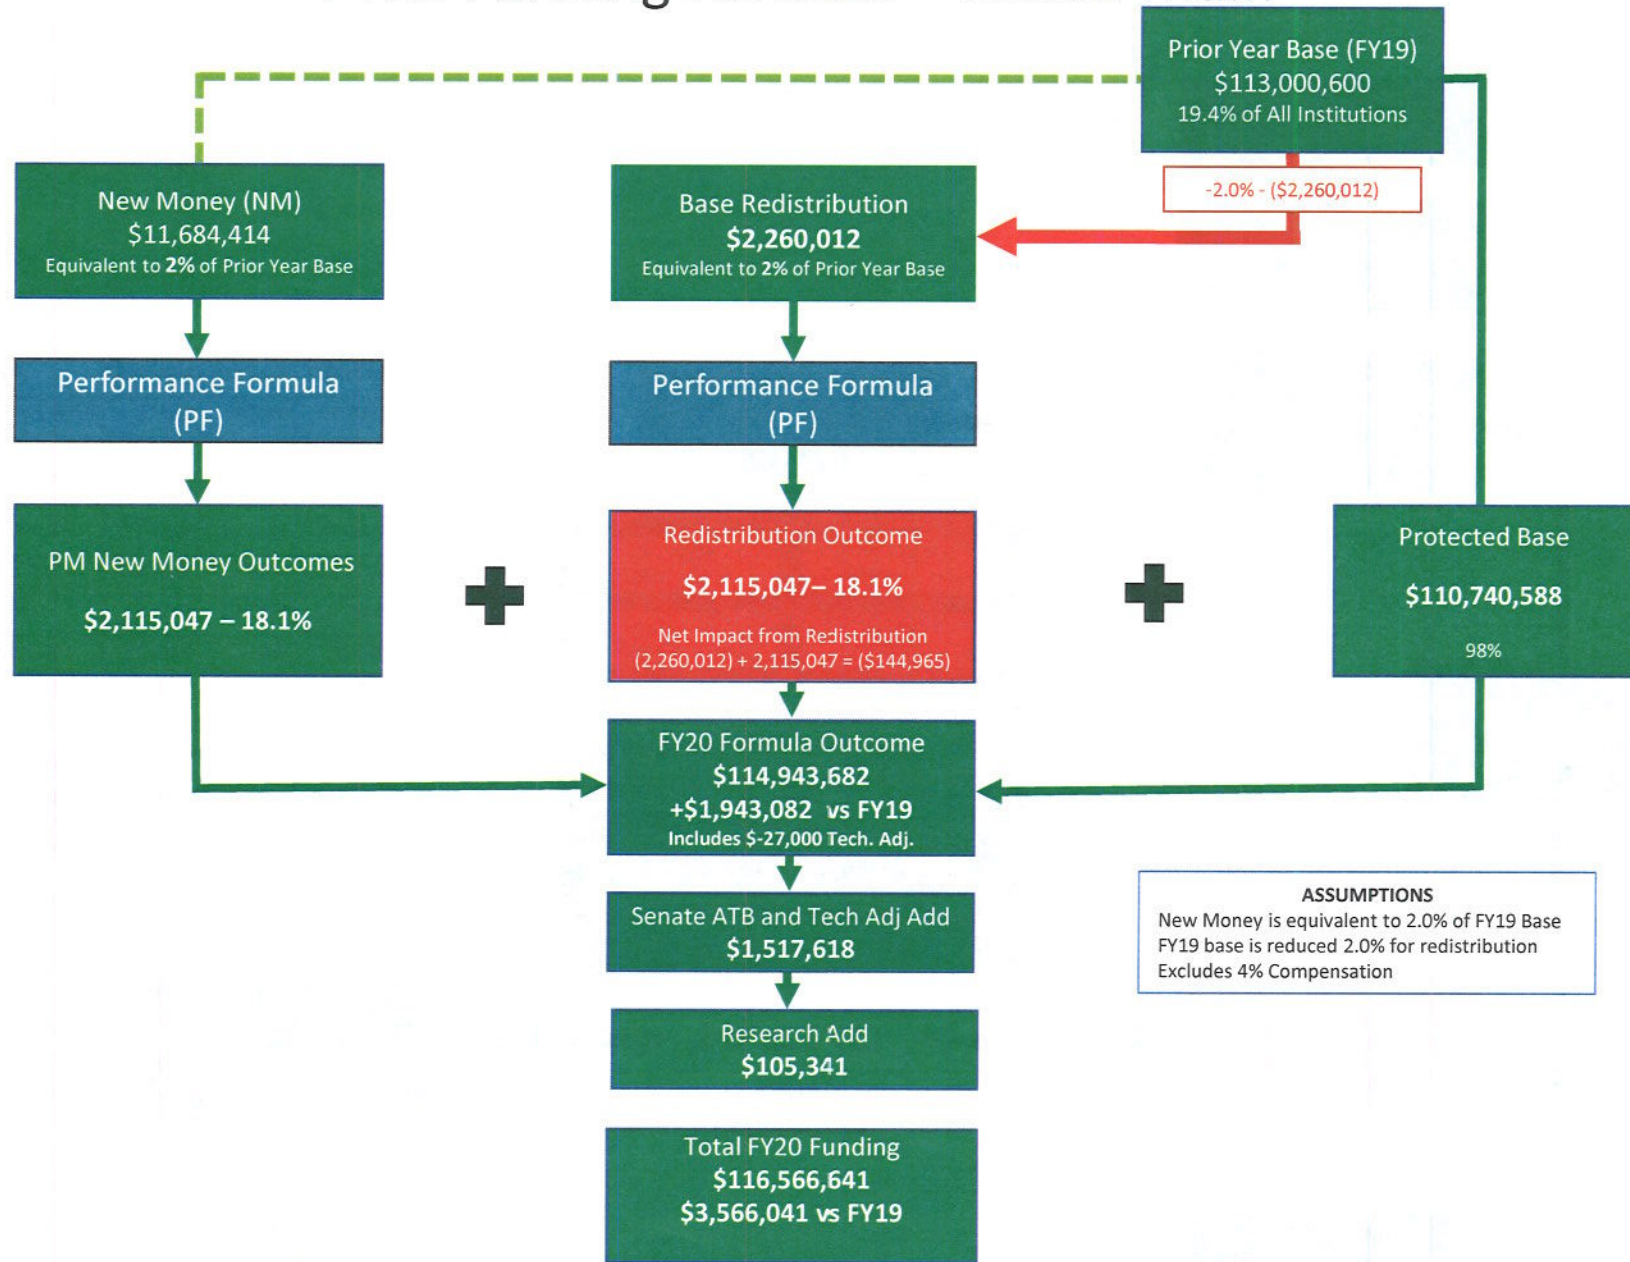 Prior Year Base (FY19)
$113,000,600
19.4% of All Institutions
-2.0% - ($2,260,012)
New Money (NM)
$11,684,414
Equivalent to 2% of Prior Year Base
Base Redistribution
$2,260,012
Equivalent to 2% of Prior Year Base
Performance Formula
(PF)
Performance Formula
(PF)
PM New Money Outcomes
$2,115,047 – 18.1%
Redistribution Outcome
$2,115,047– 18.1%
Net Impact from Redistribution
(2,260,012) + 2,115,047 = ($144,965)
Protected Base
$110,740,588
98%
FY20 Formula Outcome
$114,943,682
+$1,943,082 vs FY19
Includes $-27,000 Tech. Adj.
Senate ATB and Tech Adj Add
$1,517,618
Research Add
$105,341
Total FY20 Funding
$116,566,641
$3,566,041 vs FY19
ASSUMPTIONS
New Money is equivalent to 2.0% of FY19 Base
FY19 base is reduced 2.0% for redistribution
Excludes 4% Compensation